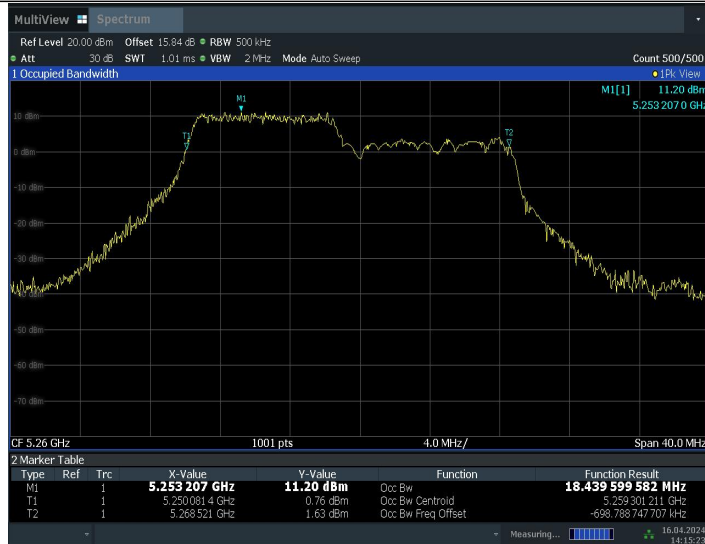 MultiView Spectrum
Ref Level 20.00 dBm Offset 15.84 dB RBW 500 kHz
Att 30 dB SWT 1.01 ms VBW 2 MHz Mode Auto Sweep Count 500/500
1 Occupied Bandwidth 1Pk View
M1[1] 11.20 dBm
5.253 207 0 GHz
M1
10 dBm
T1
T2
0 dBm
-10 dBm
-20 dBm
-30 dBm
-40 dBm
-50 dBm
-60 dBm
-70 dBm
CF 5.26 GHz 1001 pts 4.0 MHz/ Span 40.0 MHz
2 Marker Table
Type Ref Trc X-Value Y-Value Function Function Result
M1 1 5.253 207 GHz 11.20 dBm Occ Bw 18.439 599 582 MHz
T1 1 5.250 081 4 GHz 0.76 dBm Occ Bw Centroid 5.259 301 211 GHz
T2 1 5.268 521 GHz 1.63 dBm Occ Bw Freq Offset -698.788 747 707 kHz
Measuring... 16.04.2024
14:15:23